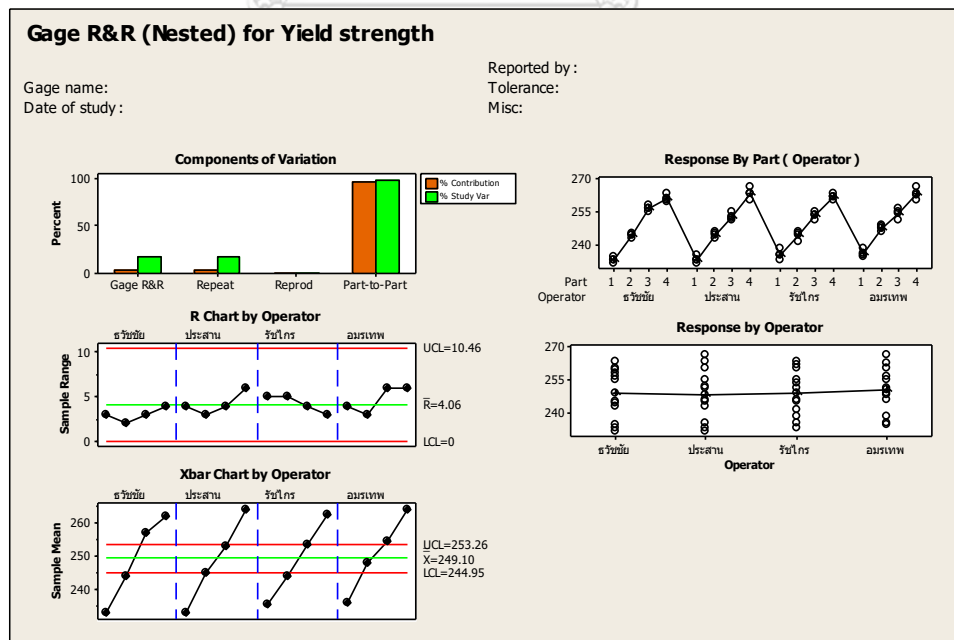 Gage R&R (Nested) for Yield strength
Gage name:
Date of study :
Reported by :
Tolerance:
Misc:
Components of Variation
100
50
0
Percent
Gage R&R Repeat Reprod Part-to-Part
% Contribution
% Study Var
R Chart by Operator
ธวัชชัย ประสาน รัชไกร อมรเทพ
10
5
0
Sample Range
UCL=10.46
R=4.06
LCL=0
Xbar Chart by Operator
ธวัชชัย ประสาน รัชไกร อมรเทพ
260
250
240
Sample Mean
UCL=253.26
X=249.10
LCL=244.95
Response By Part ( Operator )
270
255
240
Part 1 2 3 4 1 2 3 4 1 2 3 4 1 2 3 4
Operator ธวัชชัย ประสาน รัชไกร อมรเทพ
Response by Operator
270
255
240
ธวัชชัย ประสาน รัชไกร อมรเทพ
Operator